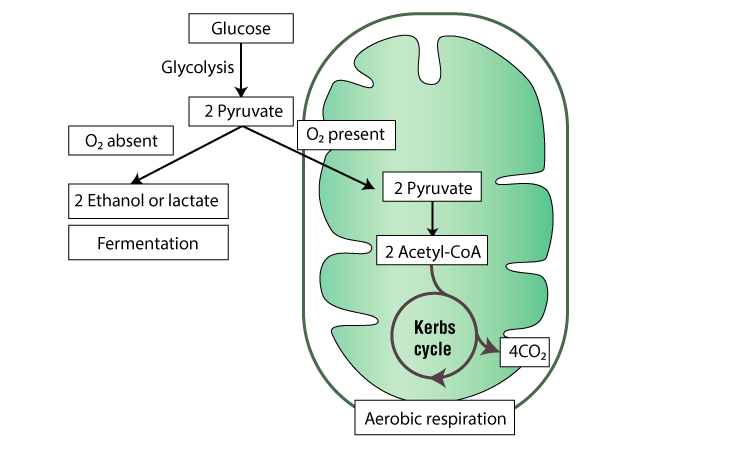 Glucose
Glycolysis
2 Pyruvate
O₂ absent
O₂ present
2 Ethanol or lactate
Fermentation
2 Pyruvate
2 Acetyl-CoA
Kerbs
cycle
4CO₂
Aerobic respiration